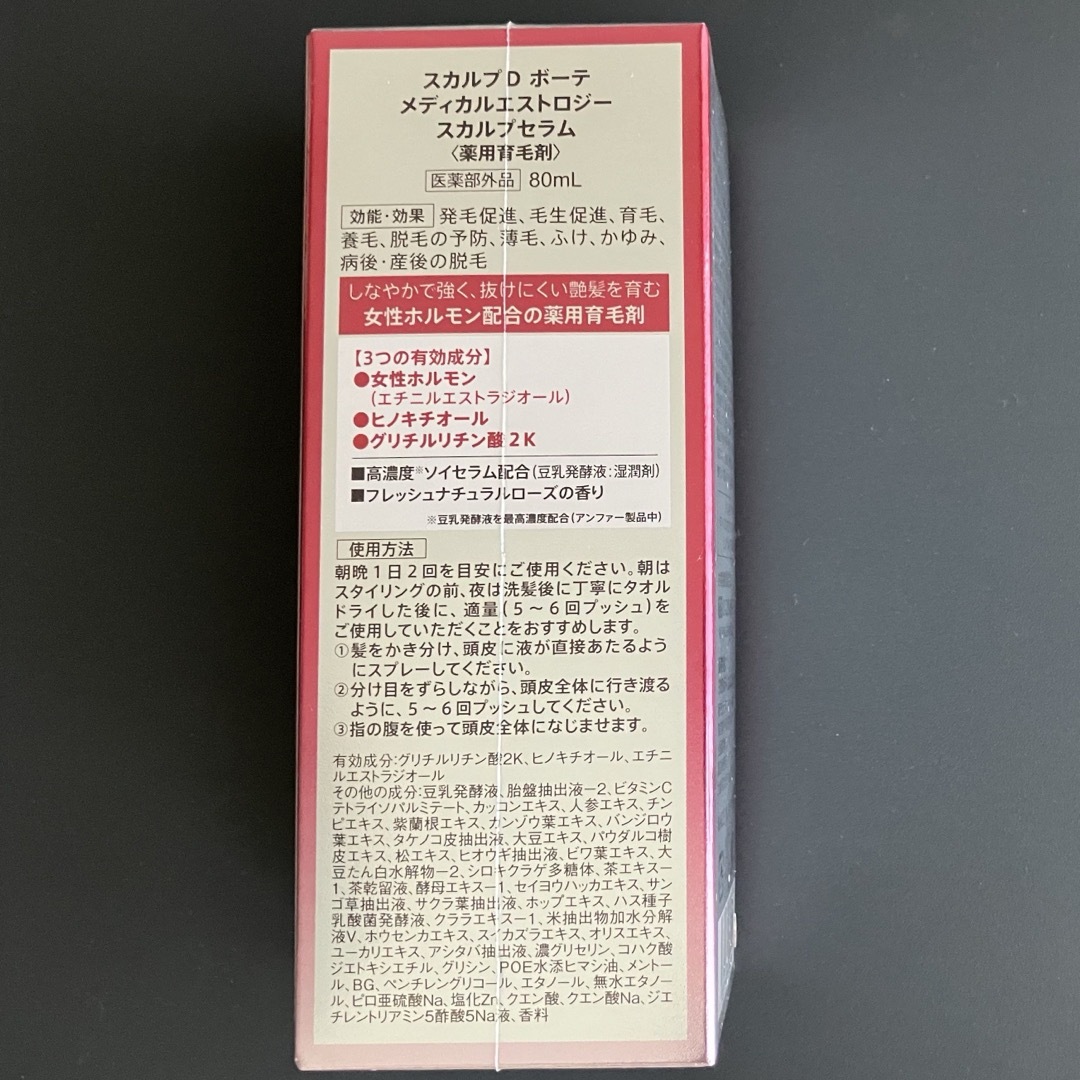 スカルプD ボーテ
メディカルエストロジー
スカルプセラム
〈薬用育毛剤〉
医薬部外品 80mL
効能・効果 発毛促進、毛生促進、育毛、
養毛、脱毛の予防、薄毛、ふけ、かゆみ、
病後・産後の脱毛
しなやかで強く、抜けにくい艶髪を育む
女性ホルモン配合の薬用育毛剤
【3つの有効成分】
●女性ホルモン
(エチニルエストラジオール)
●ヒノキチオール
●グリチルリチン酸2K
■高濃度※ソイセラム配合(豆乳発酵液:湿潤剤)
■フレッシュナチュラルローズの香り
※豆乳発酵液を最高濃度配合(アンファー製品中)
使用方法
朝晩1日2回を目安にご使用ください。朝は
スタイリングの前、夜は洗髪後に丁寧にタオル
ドライした後に、適量(5〜6回プッシュ)を
ご使用していただくことをおすすめします。
①髪をかき分け、頭皮に液が直接あたるよう
にスプレーしてください。
②分け目をずらしながら、頭皮全体に行き渡る
ように、5〜6回プッシュしてください。
③指の腹を使って頭皮全体になじませます。
有効成分:グリチルリチン酸2K、ヒノキチオール、エチニ
ルエストラジオール
その他の成分:豆乳発酵液、胎盤抽出液-2、ビタミンC
テトライソパルミテート、カッコンエキス、人参エキス、チン
ピエキス、紫蘭根エキス、カンゾウ葉エキス、バンジロウ
葉エキス、タケノコ皮抽出液、大豆エキス、パウダルコ樹
皮エキス、松エキス、ヒオウギ抽出液、ビワ葉エキス、大
豆たん白水解物-2、シロキクラゲ多糖体、茶エキス-
1、茶乾留液、酵母エキス-1、セイヨウハッカエキス、サン
ゴ草抽出液、サクラ葉抽出液、ホップエキス、ハス種子
乳酸菌発酵液、クララエキス-1、米抽出物加水分解
液V、ホウセンカエキス、スイカズラエキス、オリスエキス、
ユーカリエキス、アシタバ抽出液、濃グリセリン、コハク酸
ジエトキシエチル、グリシン、POE水添ヒマシ油、メントー
ル、BG、ペンチレングリコール、エタノール、無水エタノー
ル、ピロ亜硫酸Na、塩化Zn、クエン酸、クエン酸Na、ジエ
チレントリアミン5酢酸5Na液、香料